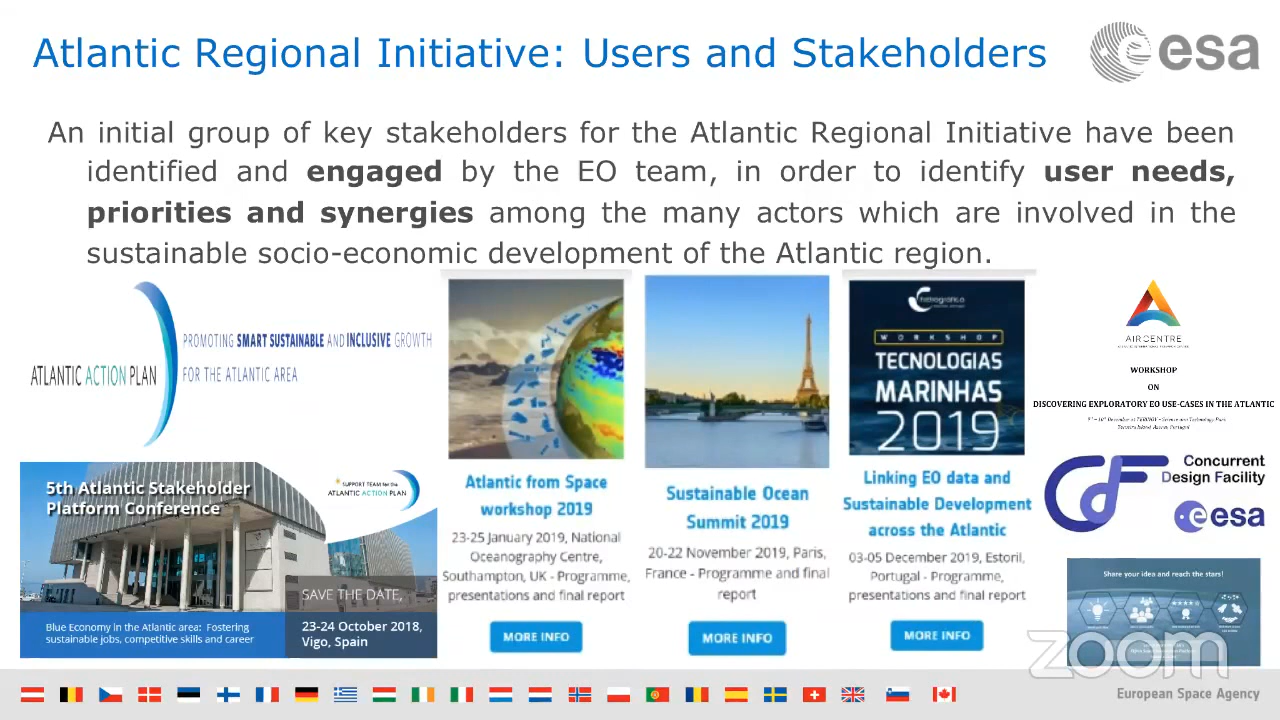 Atlantic Regional Initiative: Users and Stakeholders
esa
An initial group of key stakeholders for the Atlantic Regional Initiative have been
identified and engaged by the EO team, in order to identify user needs,
priorities and synergies among the many actors which are involved in the
sustainable socio-economic development of the Atlantic region.
ATLANTIC ACTION PLAN
PROMOTING SMART SUSTAINABLE AND INCLUSIVE GROWTH
FOR THE ATLANTIC AREA
5th Atlantic Stakeholder
Platform Conference
SUPPORT TEAM for the
ATLANTIC ACTION PLAN
SAVE THE DATE,
23-24 October 2018,
Vigo, Spain
Blue Economy in the Atlantic area: Fostering
sustainable jobs, competitive skills and career
Atlantic from Space
workshop 2019
23-25 January 2019, National
Oceanography Centre,
Southampton, UK - Programme,
presentations and final report
MORE INFO
Sustainable Ocean
Summit 2019
20-22 November 2019, Paris,
France - Programme and final
report
MORE INFO
WORKSHOP
TECNOLOGIAS
MARINHAS
2019
Linking EO data and
Sustainable Development
across the Atlantic
03-05 December 2019, Estoril,
Portugal - Programme,
presentations and final report
MORE INFO
AIR CENTRE
WORKSHOP
ON
DISCOVERING EXPLORATORY EO USE-CASES IN THE ATLANTIC
CDF
Concurrent
Design Facility
esa
Share your idea and reach the stars!
zoom
European Space Agency